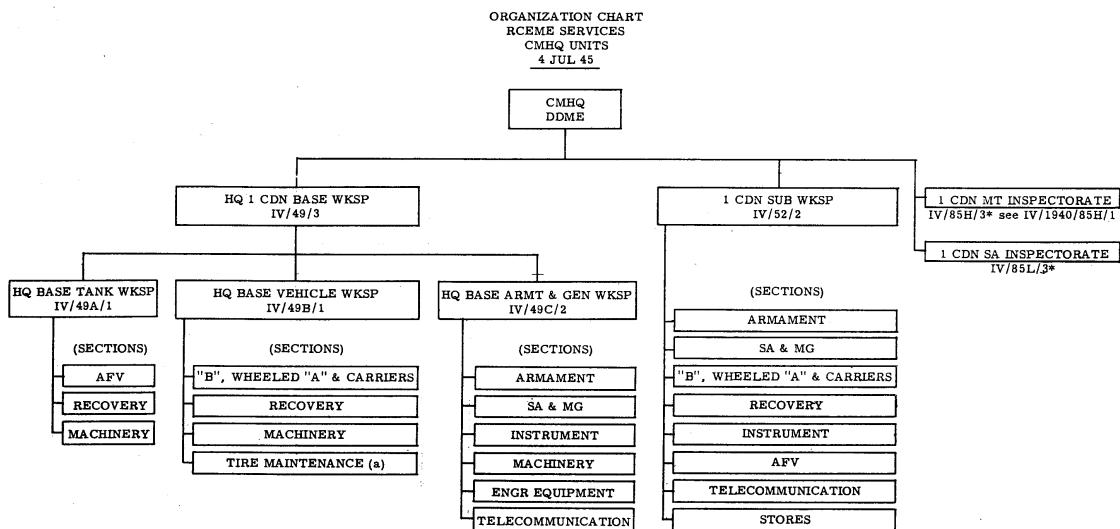 ORGANIZATION CHART
RCEME SERVICES
CMHQ UNITS
4 JUL 45
CMHQ
DDME
HQ 1 CDN BASE WKSP
IV/49/3
1 CDN SUB WKSP
IV/52/2
1 CDN MT INSPECTORATE
IV/85H/3* see IV/1940/85H/1
1 CDN SA INSPECTORATE
IV/85L/3*
HQ BASE TANK WKSP
IV/49A/1
(SECTIONS)
AFV
RECOVERY
MACHINERY
HQ BASE VEHICLE WKSP
IV/49B/1
(SECTIONS)
"B", WHEELED "A" & CARRIERS
RECOVERY
MACHINERY
TIRE MAINTENANCE (a)
HQ BASE ARMT & GEN WKSP
IV/49C/2
(SECTIONS)
ARMAMENT
SA & MG
INSTRUMENT
MACHINERY
ENGR EQUIPMENT
TELECOMMUNICATION
(SECTIONS)
ARMAMENT
SA & MG
"B", WHEELED "A" & CARRIERS
RECOVERY
INSTRUMENT
AFV
TELECOMMUNICATION
STORES